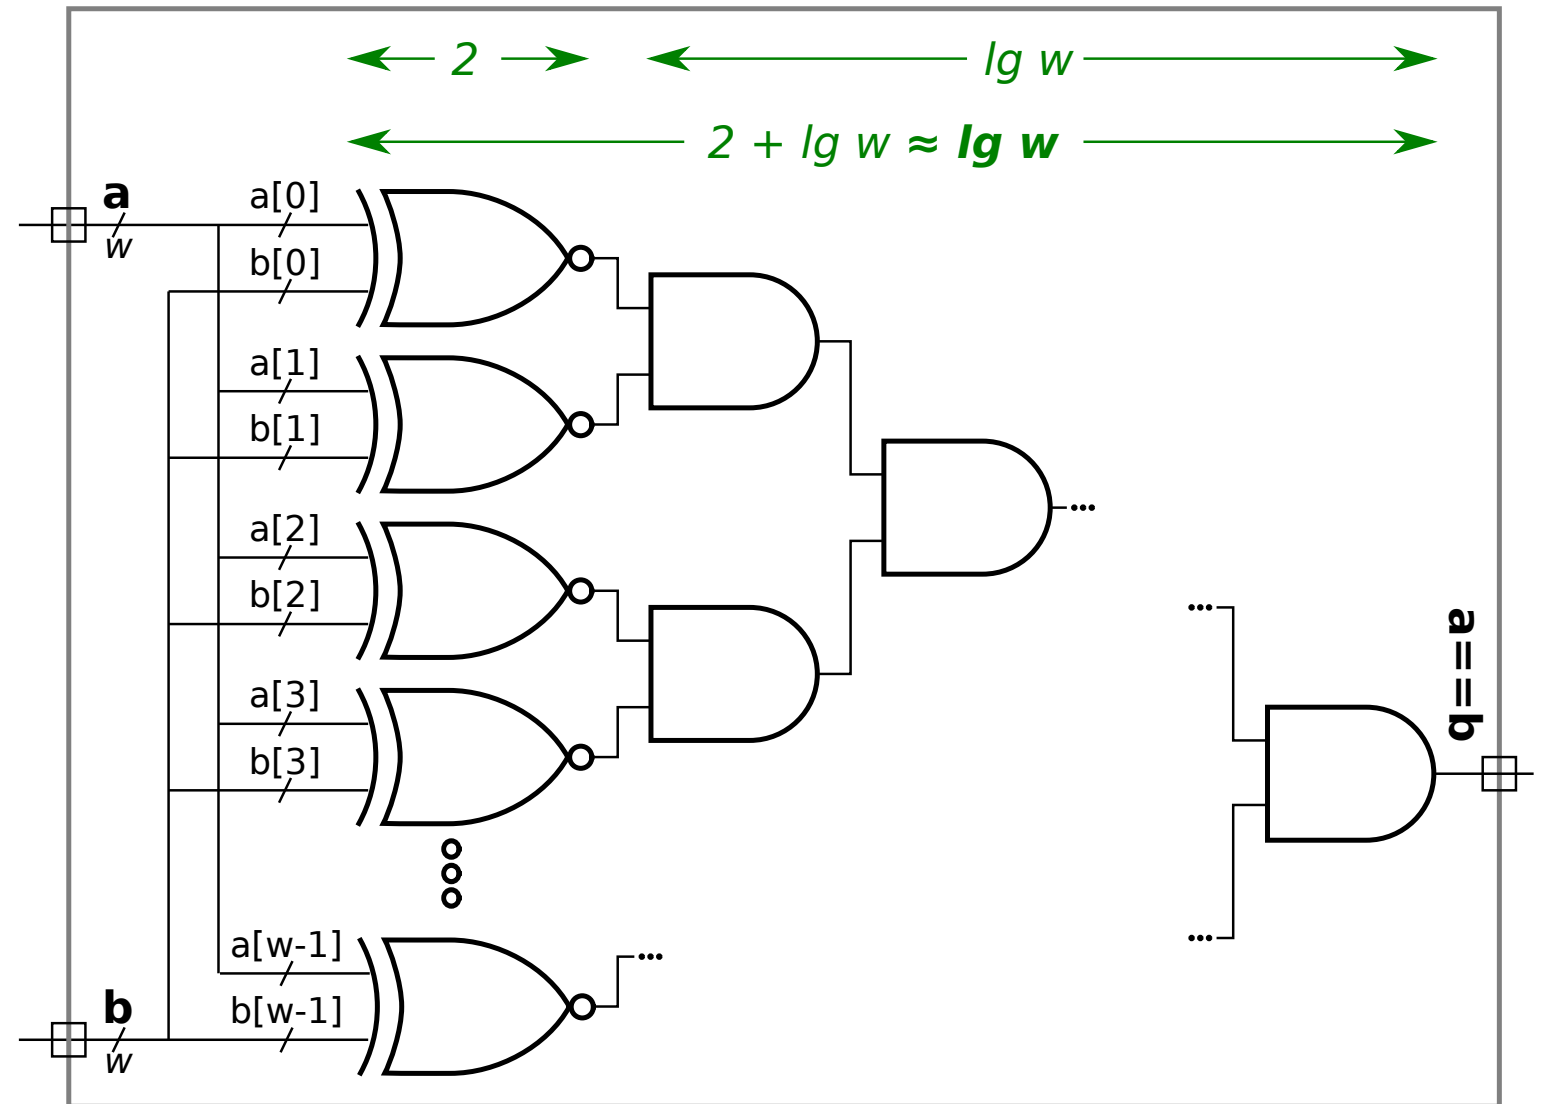 2
lg w
2 + lg w ≈ lg w
a
w
a[0]
b[0]
a[1]
b[1]
a[2]
b[2]
a[3]
b[3]
a[w-1]
b[w-1]
b
w
...
...
...
...
a==b